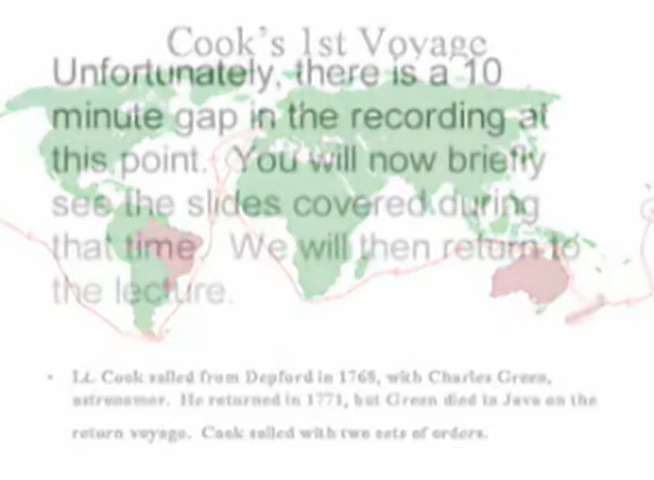 Cook's 1st Voyage
Unfortunately, there is a 10
minute gap in the recording at
this point. You will now briefly
see the slides covered during
that time. We will then return to
the lecture.
• Lt. Cook sailed from Depford in 1768, with Charles Green,
astronomer. He returned in 1771, but Green died in Java on the
return voyage. Cook sailed with two sets of orders.